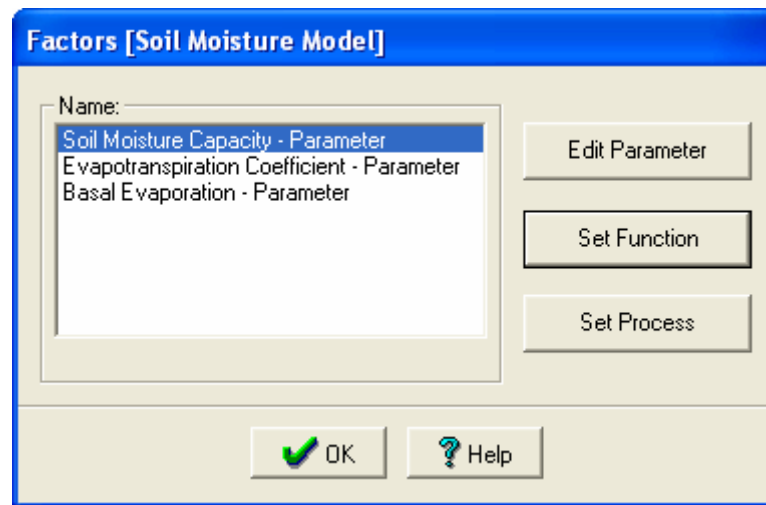 Factors [Soil Moisture Model]
Name:
Soil Moisture Capacity - Parameter
Evapotranspiration Coefficient - Parameter
Basal Evaporation - Parameter
Edit Parameter
Set Function
Set Process
OK
Help